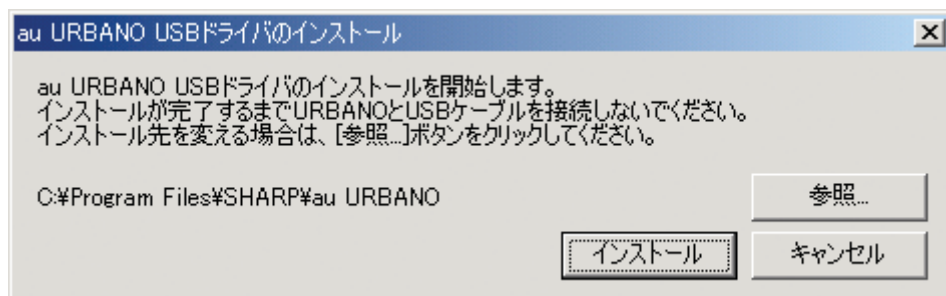 au URBANO USBドライバのインストール
au URBANO USBドライバのインストールを開始します。
インストールが完了するまでURBANOとUSBケーブルを接続しないでください。
インストール先を変える場合は、[参照...]ボタンをクリックしてください。
C:¥Program Files¥SHARP¥au URBANO
参照...
インストール
キャンセル